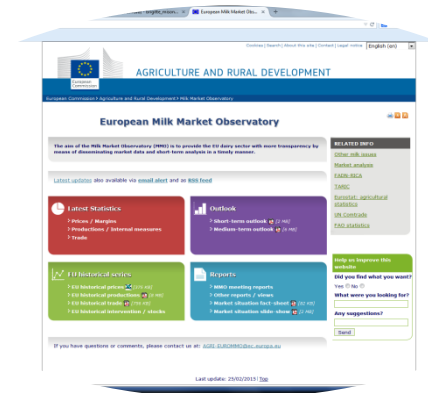 European Milk Market Obs...
Cookies | Search | About this site | Contact | Legal notice
English (en)
European
Commission
AGRICULTURE AND RURAL DEVELOPMENT
European Commission > Agriculture and Rural Development > Milk Market Observatory
European Milk Market Observatory
The aim of the Milk Market Observatory (MMO) is to provide the EU dairy sector with more transparency by
means of disseminating market data and short-term analysis in a timely manner.
Latest updates also available via email alert and as RSS feed
Latest Statistics
> Prices / Margins
> Productions / Internal measures
> Trade
Outlook
> Short-term outlook [2 MB]
> Medium-term outlook
EU historical series
> EU historical prices
> EU historical productions
> EU historical trade
> EU historical intervention / stocks
Reports
> MMO meeting reports
> Other reports / views
> Market situation fact-sheet
> Market situation slide-show [2 MB]
If you have questions or comments, please contact us at: AGRI-EUROMMO@ec.europa.eu
RELATED INFO
Other milk issues
Market analysis
FADN-RICA
TARIC
Eurostat: agricultural
statistics
UN Comtrade
FAO statistics
Help us improve this
website
Did you find what you want?
Yes No
What were you looking for?
Any suggestions?
Send
Last update: 25/02/2015 | Top